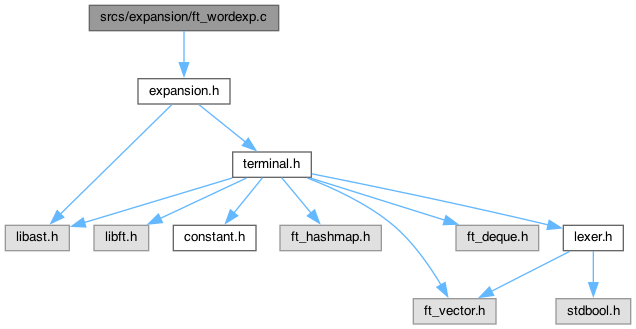 srcs/expansion/ft_wordexp.c
expansion.h
terminal.h
libast.h
libft.h
constant.h
ft_hashmap.h
ft_deque.h
lexer.h
ft_vector.h
stdbool.h